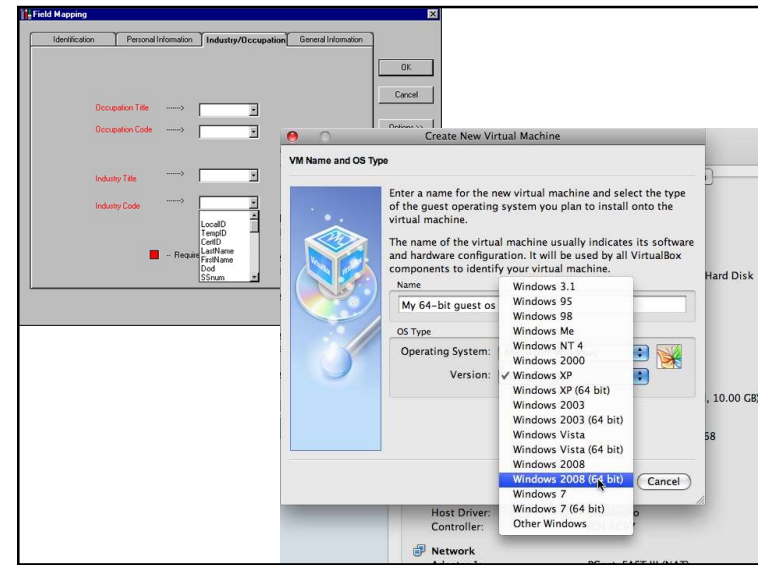 Field Mapping
Identification Personal Information Industry/Occupation General Information
OK
Cancel
Occupation Title ------>
Occupation Code ------>
Industry Title ------>
Industry Code ------>
LocalID
TempID
CertID
LastName
FirstName
Dod
SSnum
Create New Virtual Machine
VM Name and OS Type
Enter a name for the new virtual machine and select the type
of the guest operating system you plan to install onto the
virtual machine.
The name of the virtual machine usually indicates its software
and hardware configuration. It will be used by all VirtualBox
components to identify your virtual machine.
Name
My 64-bit guest os
OS Type
Operating System:
Version:
Windows 3.1
Windows 95
Windows 98
Windows Me
Windows NT 4
Windows 2000
✓ Windows XP
Windows XP (64 bit)
Windows 2003
Windows 2003 (64 bit)
Windows Vista
Windows Vista (64 bit)
Windows 2008
Windows 2008 (64 bit)
Windows 7
Windows 7 (64 bit)
Other Windows
Cancel
Hard Disk
, 10.00 GB)
Host Driver:
Controller:
Network